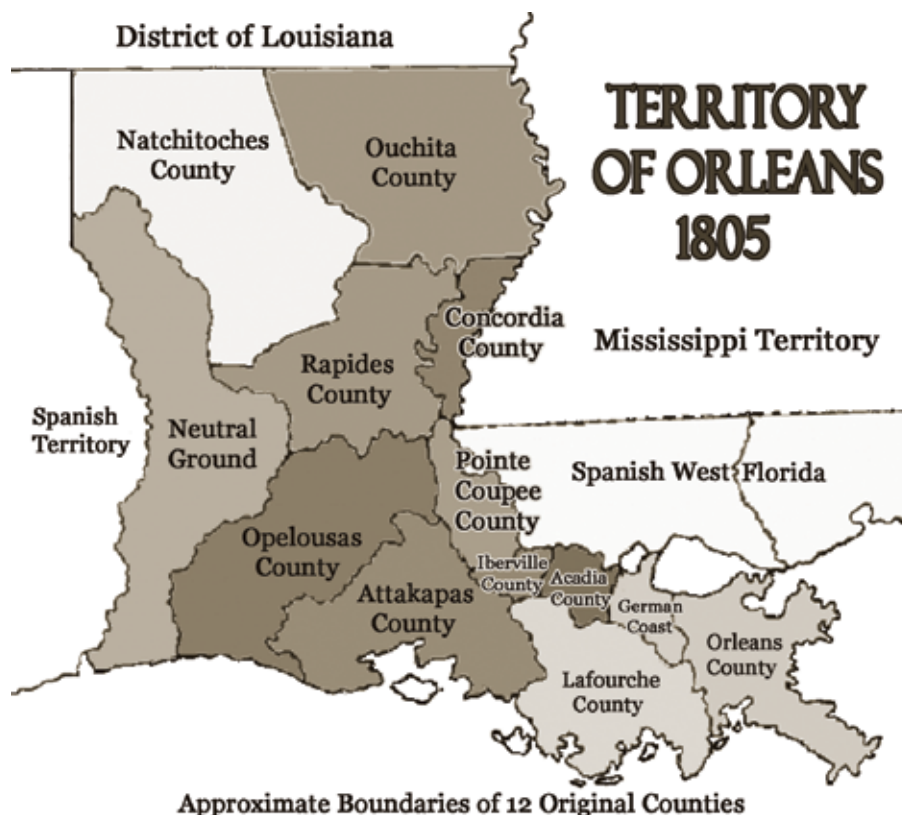 District of Louisiana
TERRITORY
OF ORLEANS
1805
Natchitoches
County
Ouchita
County
Concordia
County
Mississippi Territory
Rapides
County
Spanish
Territory
Neutral
Ground
Pointe
Coupee
County
Spanish West Florida
Opelousas
County
Iberville
County
Acadia
County
Attakapas
County
German
Coast
Orleans
County
Lafourche
County
Approximate Boundaries of 12 Original Counties